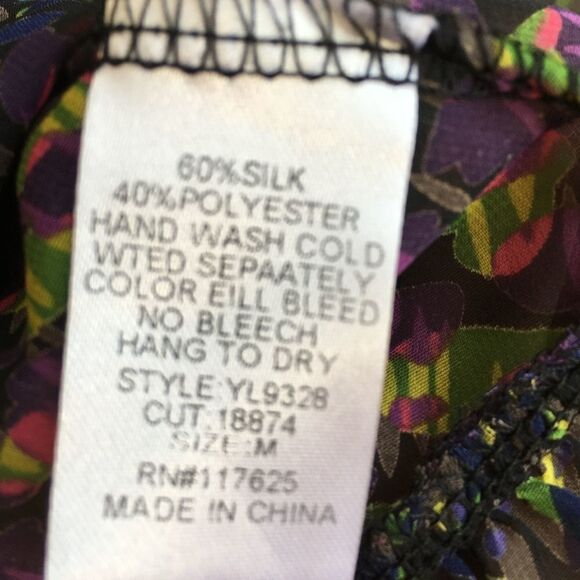 60%SILK
40%POLYESTER
HAND WASH COLD
WTED SEPAATELY
COLOR EILL BLEED
NO BLEECH
HANG TO DRY
STYLE:YL9328
CUT:18874
SIZE:M
RN#117625
MADE IN CHINA